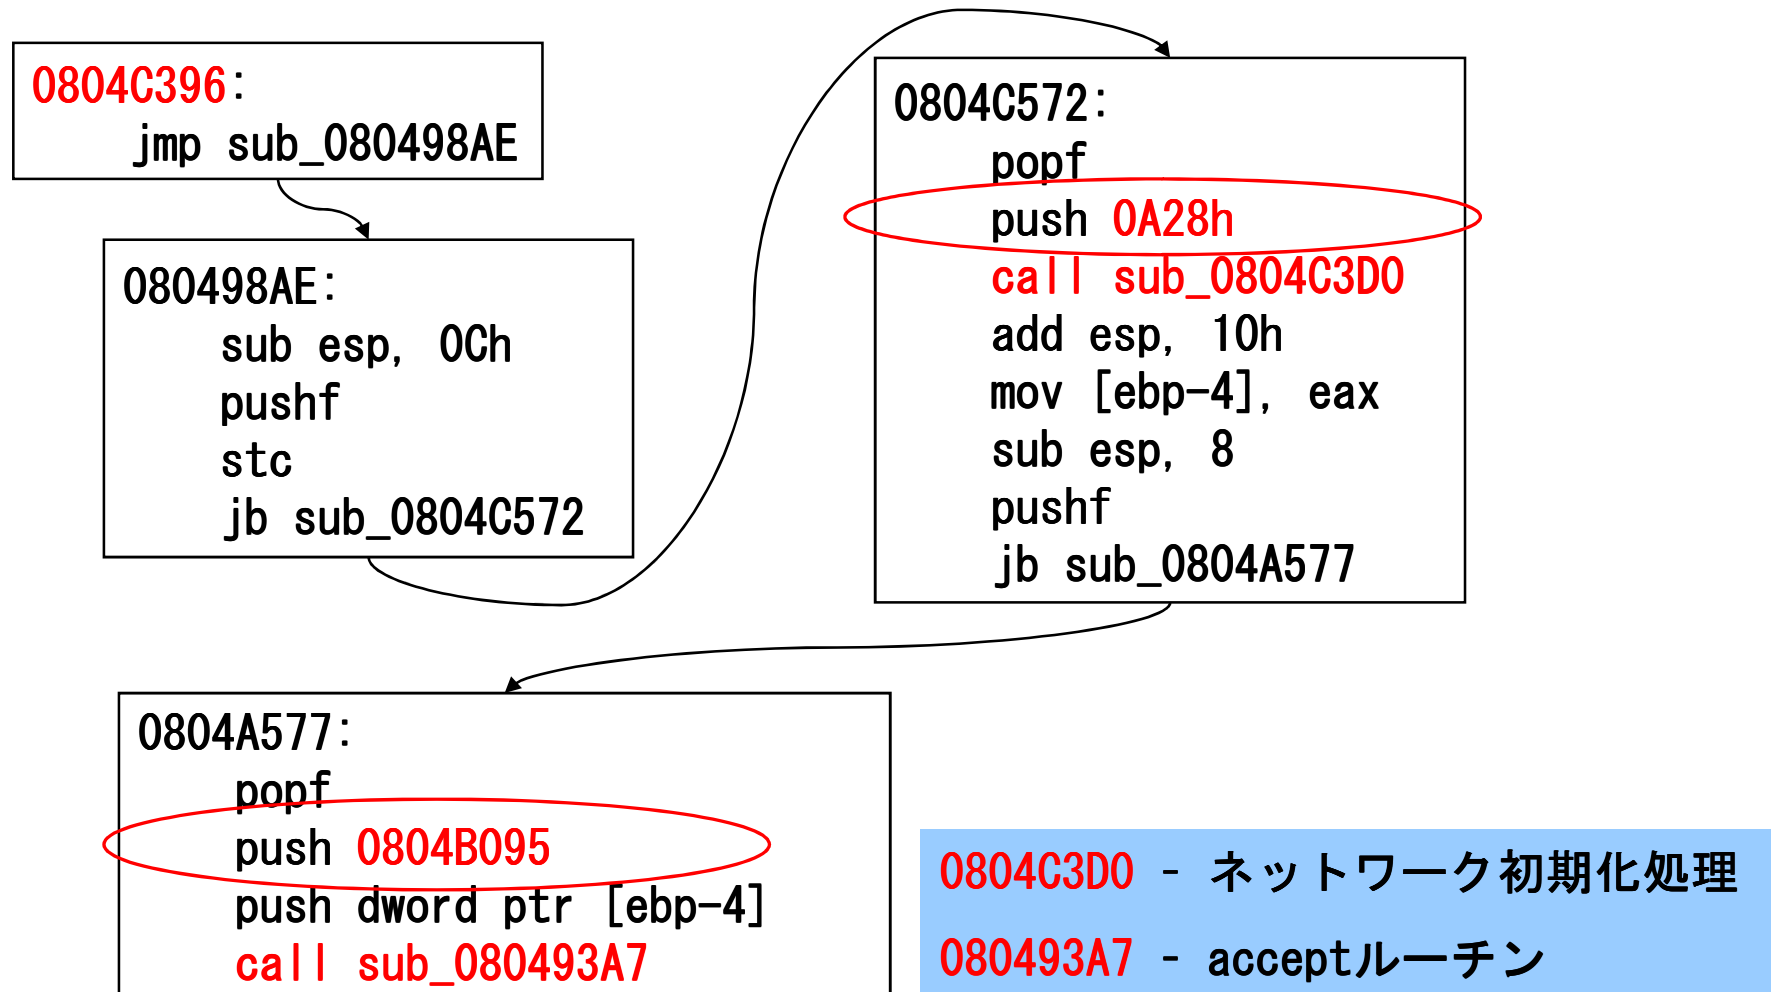 0804C396:
jmp sub_080498AE
080498AE:
sub esp, 0Ch
pushf
stc
jb sub_0804C572
0804C572:
popf
push 0A28h
call sub_0804C3D0
add esp, 10h
mov [ebp-4], eax
sub esp, 8
pushf
jb sub_0804A577
0804A577:
popf
push 0804B095
push dword ptr [ebp-4]
call sub_080493A7
0804C3D0 - ネットワーク初期化処理
080493A7 - acceptルーチン